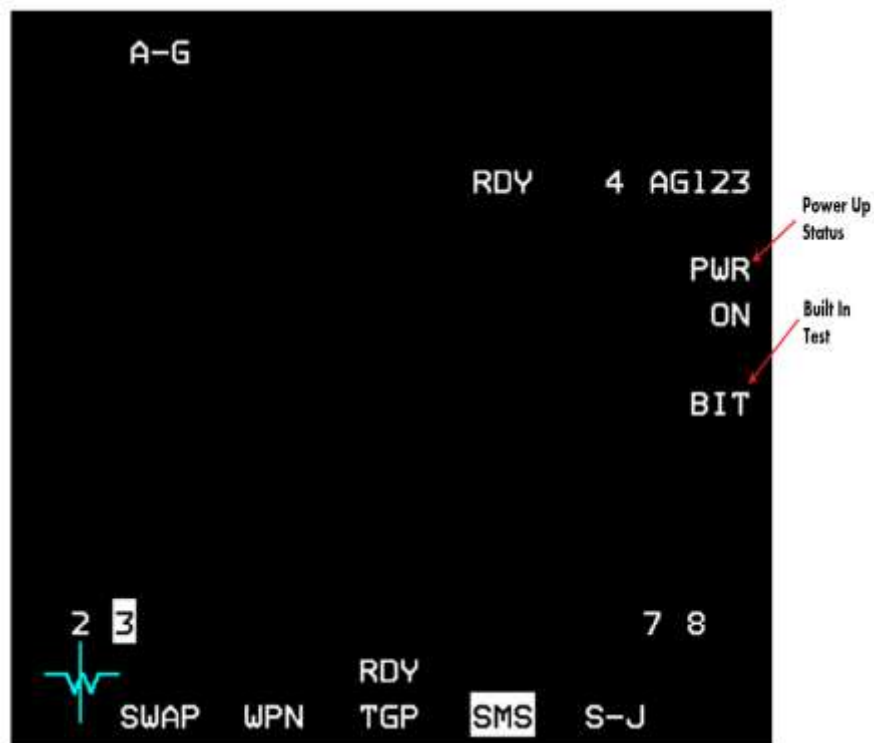 A-G
RDY 4 AG123
Power Up
Status
PWR
ON
Built In
Test
BIT
2 3 7 8
RDY
SWAP WPN TGP SMS S-J